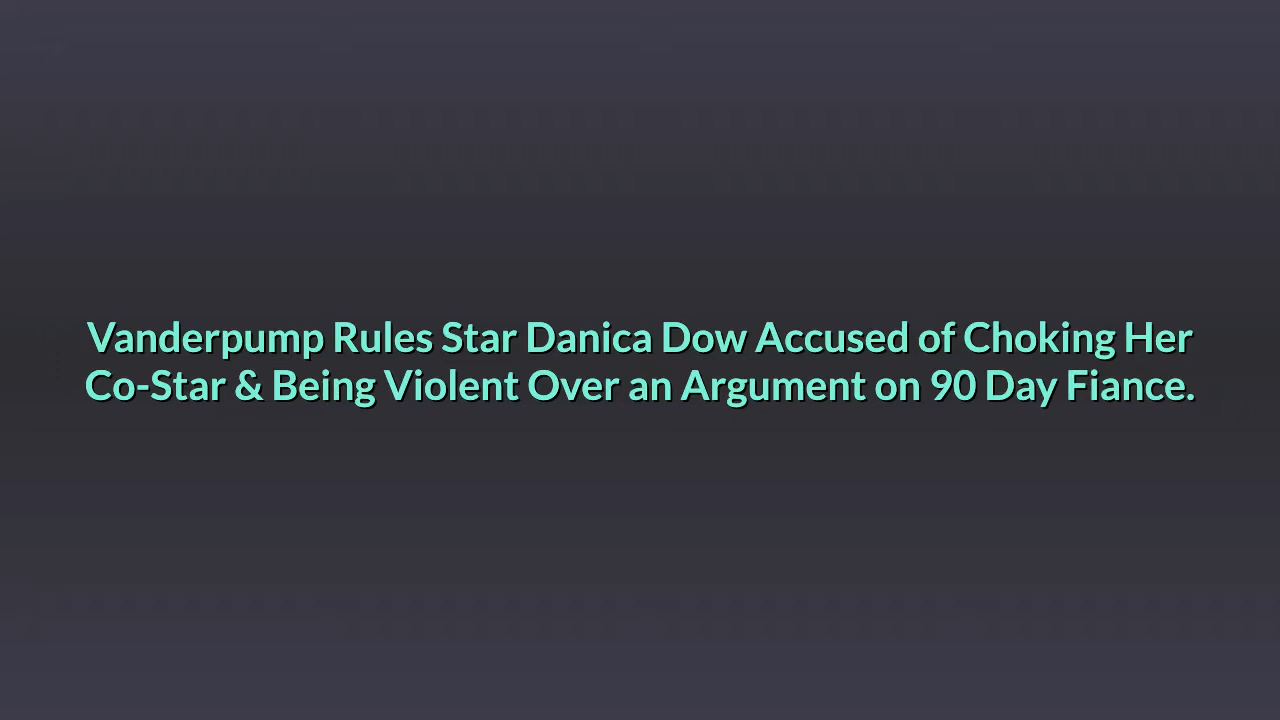 Vanderpump Rules Star Danica Dow Accused of Choking Her
Co-Star & Being Violent Over an Argument on 90 Day Fiance.